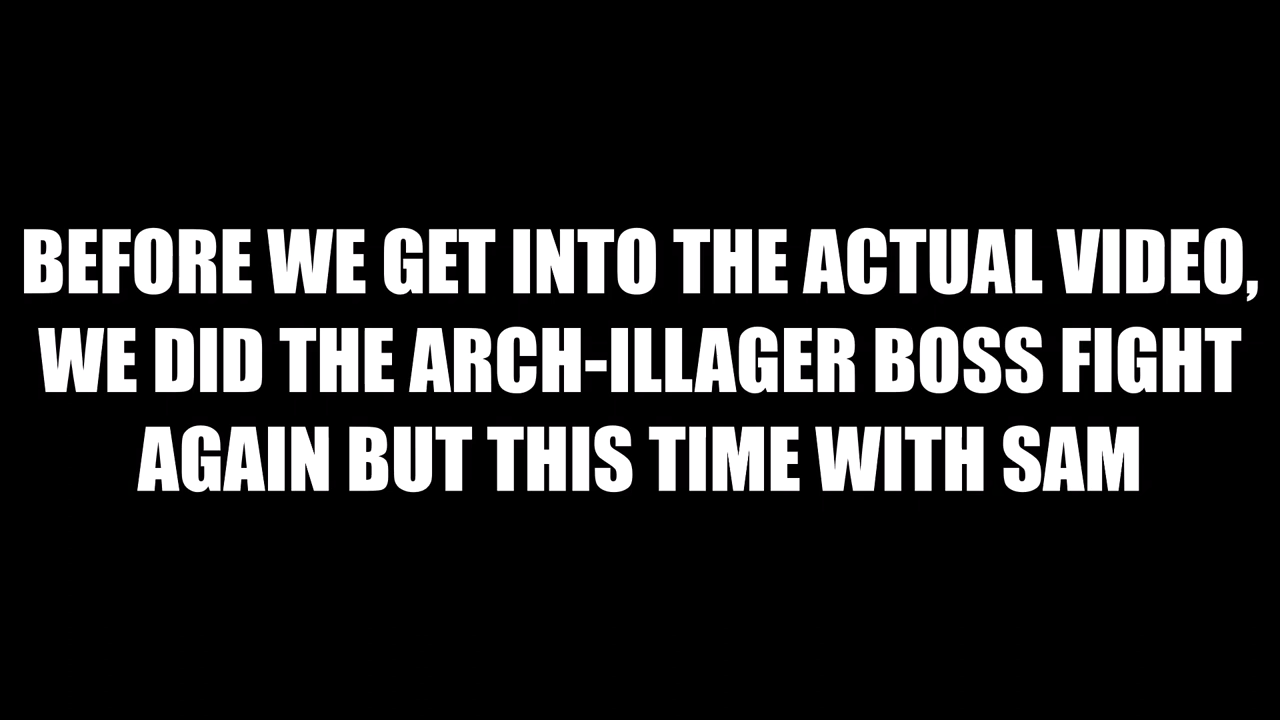 BEFORE WE GET INTO THE ACTUAL VIDEO,
WE DID THE ARCH-ILLAGER BOSS FIGHT
AGAIN BUT THIS TIME WITH SAM